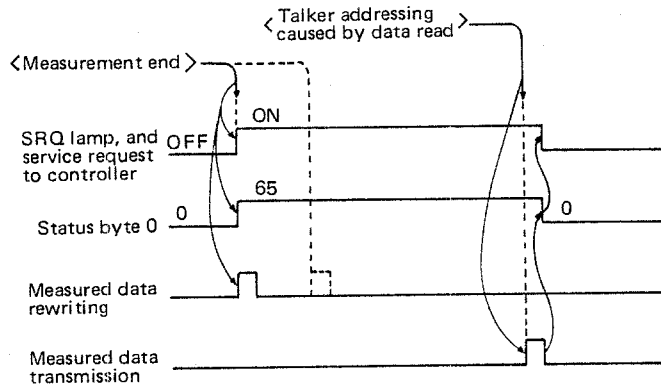 <Talker addressing
caused by data read>
<Measurement end>
ON
SRQ lamp, and
service request
to controller
OFF
65
0
0
Status byte 0
Measured data
rewriting
Measured data
transmission